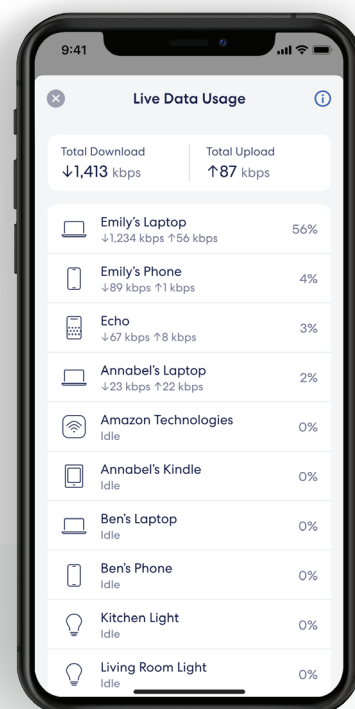 9:41
Live Data Usage
Total Download
↓1,413 kbps
Total Upload
↑87 kbps
Emily's Laptop
↓1,234 kbps ↑56 kbps
56%
Emily's Phone
↓89 kbps ↑1 kbps
4%
Echo
↓67 kbps ↑8 kbps
3%
Annabel's Laptop
↓23 kbps ↑22 kbps
2%
Amazon Technologies
Idle
0%
Annabel's Kindle
Idle
0%
Ben's Laptop
Idle
0%
Ben's Phone
Idle
0%
Kitchen Light
Idle
0%
Living Room Light
Idle
0%